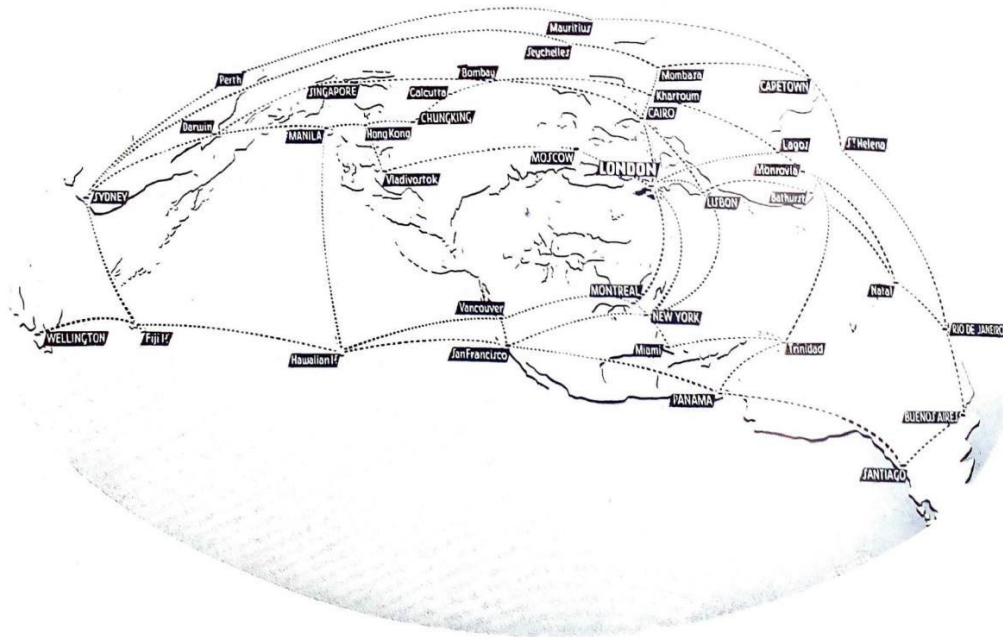 Mauritius
Seychelles
Perth
Bombay
Mombasa
CAPETOWN
SINGAPORE
Calcutta
Khartoum
CAIRO
Darwin
MANILA
Hong Kong
CHUNGKING
Lagos
St Helena
MOSCOW
LONDON
Monrovia
Vladivostok
SYDNEY
LISBON
Bathurst
MONTREAL
Natal
Vancouver
NEW YORK
RIO DE JANEIRO
WELLINGTON
Fiji Is
Hawaiian Is
San Francisco
Miami
Trinidad
PANAMA
BUENOS AIRES
SANTIAGO